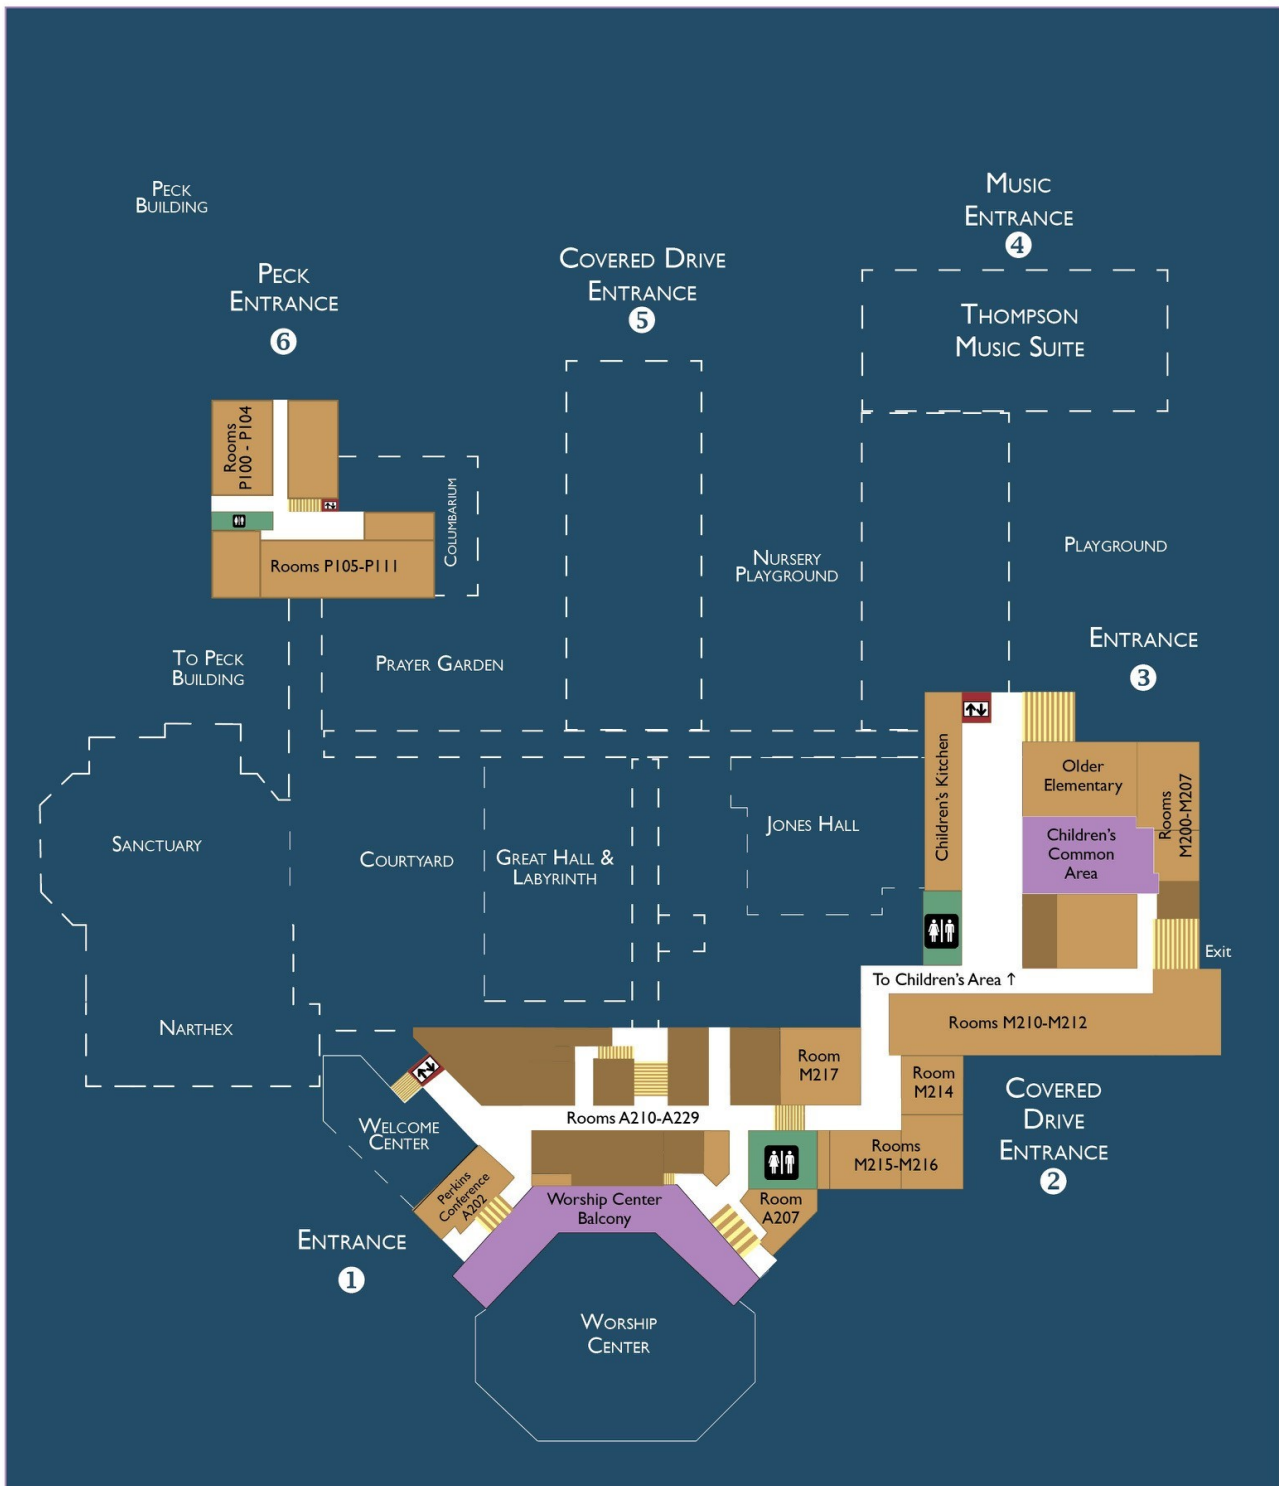 Peck
Building
Music
Entrance
4
Covered Drive
Entrance
5
Peck
Entrance
6
Thompson
Music Suite
Rooms
P100 - P104
Columbarium
Rooms P105-P111
Nursery
Playground
Playground
Entrance
3
To Peck
Building
Prayer Garden
Children's Kitchen
Older
Elementary
Rooms
M200-M207
Children's
Common
Area
Sanctuary
Courtyard
Great Hall &
Labyrinth
Jones Hall
Exit
To Children's Area ↑
Narthex
Rooms M210-M212
Room
M217
Room
M214
Covered
Drive
Entrance
2
Welcome
Center
Rooms A210-A229
Rooms
M215-M216
Perkins
Conference
A202
Worship Center
Balcony
Room
A207
Entrance
1
Worship
Center